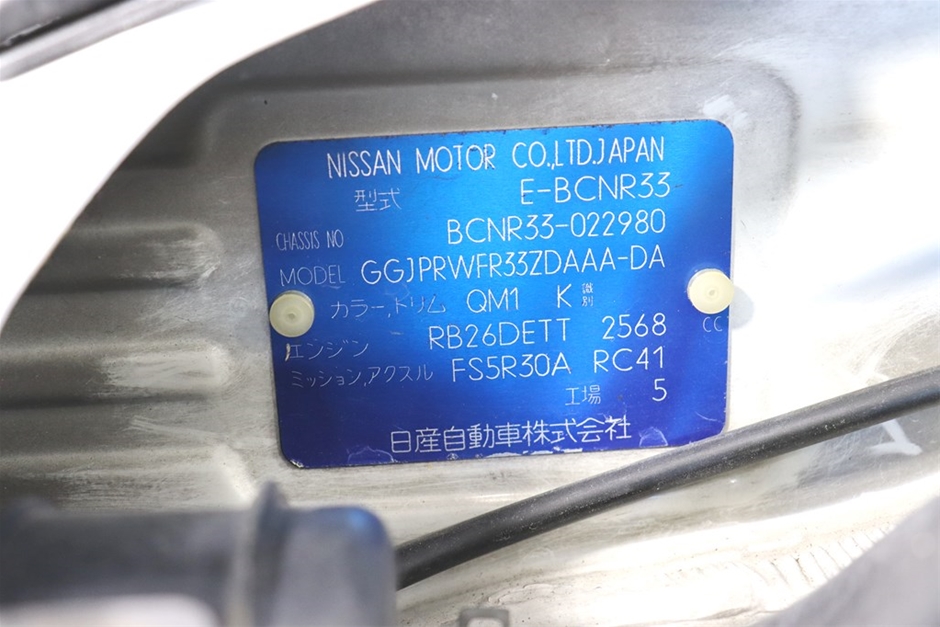 NISSAN MOTOR CO.,LTD.JAPAN
型式 E-BCNR33
CHASSIS NO BCNR33-022980
MODEL GGJPRWFR33ZDAAA-DA
カラー,トリム QM1 K 識別
エンジン RB26DETT 2568 CC
ミッション,アクスル FS5R30A RC41
工場 5
日産自動車株式会社